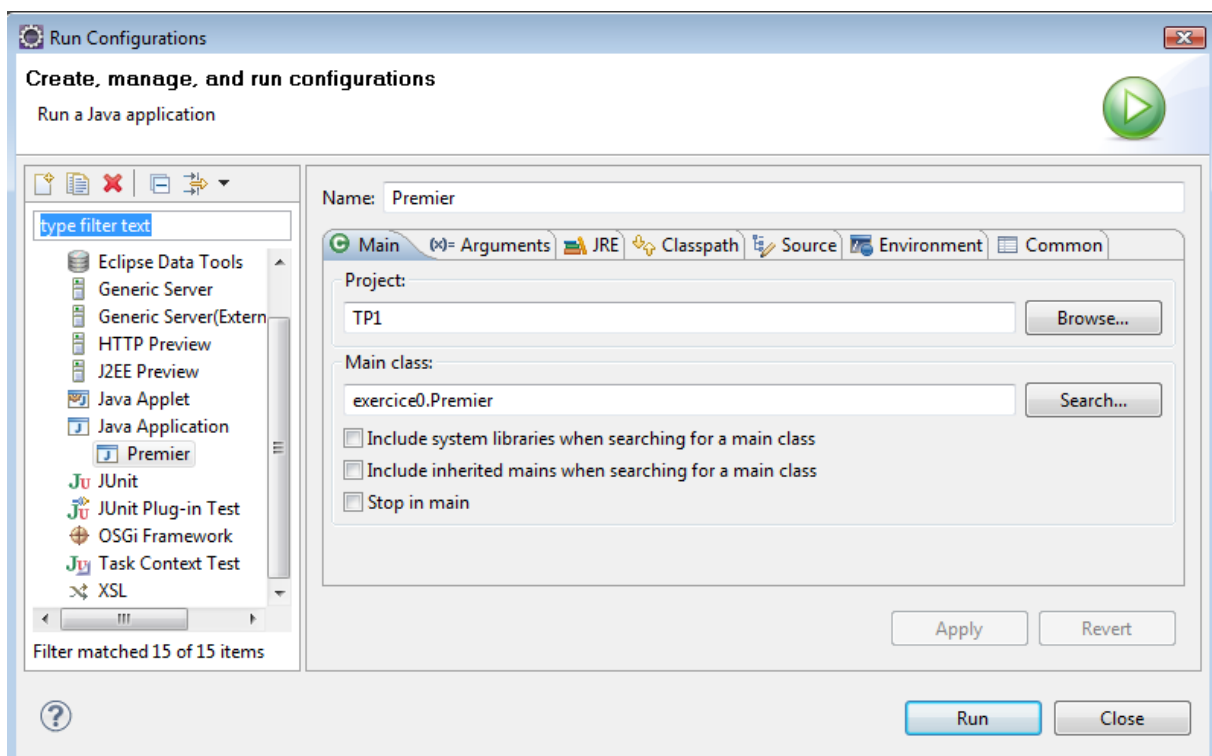 Run Configurations
Create, manage, and run configurations
Run a Java application
type filter text
Eclipse Data Tools
Generic Server
Generic Server(Extern
HTTP Preview
J2EE Preview
Java Applet
Java Application
Premier
JUnit
JUnit Plug-in Test
OSGi Framework
Task Context Test
XSL
Filter matched 15 of 15 items
Name: Premier
Main (x)= Arguments JRE Classpath Source Environment Common
Project:
TP1 Browse...
Main class:
exercice0.Premier Search...
Include system libraries when searching for a main class
Include inherited mains when searching for a main class
Stop in main
Apply Revert
Run Close